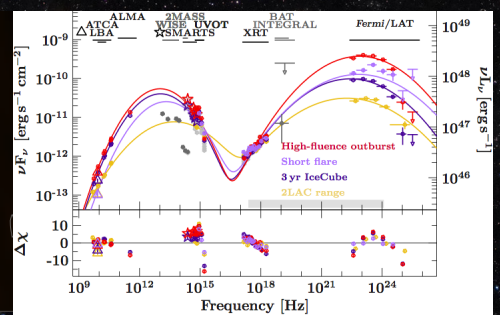 ALMA 2MASS BAT
ATCA WISE UVOT INTEGRAL Fermi/LAT
LBA SMARTS XRT
10⁻⁹
10⁻¹⁰
10⁻¹¹
10⁻¹²
10⁻¹³
νFν [erg s⁻¹ cm⁻²]
10⁴⁹
10⁴⁸
10⁴⁷
10⁴⁶
νLν [erg s⁻¹]
High-fluence outburst
Short flare
3 yr IceCube
2LAC range
Δχ
10
0
-10
10⁹ 10¹² 10¹⁵ 10¹⁸ 10²¹ 10²⁴
Frequency [Hz]